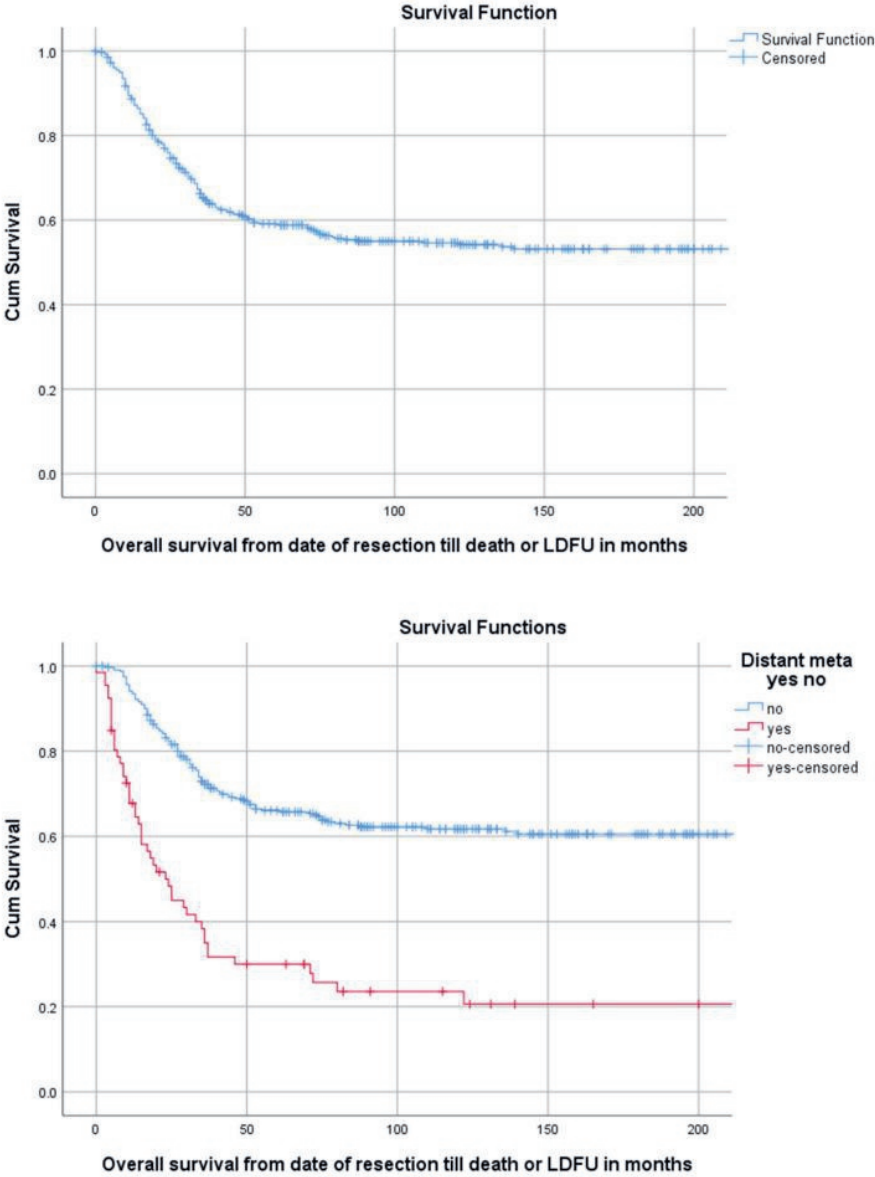 Survival Function
Survival Function
Censored
1.0
0.8
0.6
0.4
0.2
0.0
Cum Survival
0 50 100 150 200
Overall survival from date of resection till death or LDFU in months
Survival Functions
Distant meta
yes no
no
yes
no-censored
yes-censored
1.0
0.8
0.6
0.4
0.2
0.0
Cum Survival
0 50 100 150 200
Overall survival from date of resection till death or LDFU in months